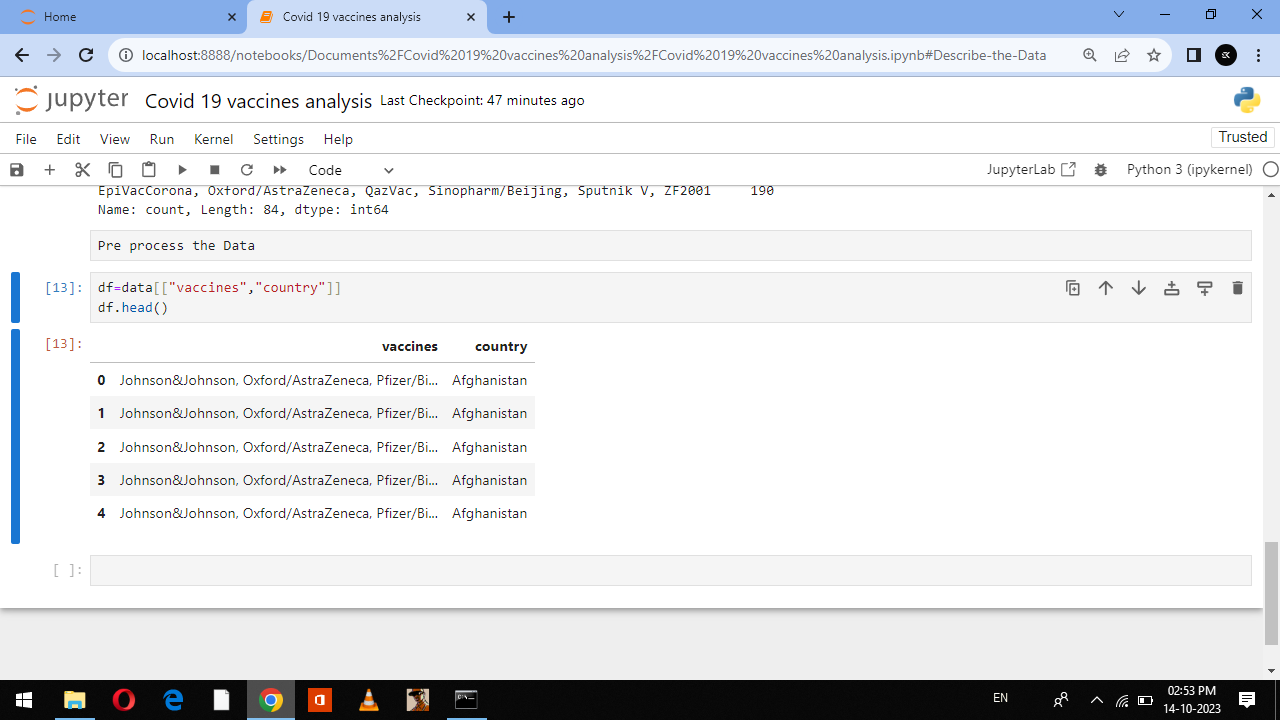 Home
Covid 19 vaccines analysis
localhost:8888/notebooks/Documents%2FCovid%2019%20vaccines%20analysis%2FCovid%2019%20vaccines%20analysis.ipynb#Describe-the-Data
SK
jupyter Covid 19 vaccines analysis Last Checkpoint: 47 minutes ago
File Edit View Run Kernel Settings Help Trusted
Code JupyterLab Python 3 (ipykernel)
EpiVacCorona, Oxford/AstraZeneca, QazVac, Sinopharm/Beijing, Sputnik V, ZF2001 190
Name: count, Length: 84, dtype: int64
Pre process the Data
[13]: df=data[["vaccines","country"]]
df.head()
[13]: vaccines country
0 Johnson&Johnson, Oxford/AstraZeneca, Pfizer/Bi... Afghanistan
1 Johnson&Johnson, Oxford/AstraZeneca, Pfizer/Bi... Afghanistan
2 Johnson&Johnson, Oxford/AstraZeneca, Pfizer/Bi... Afghanistan
3 Johnson&Johnson, Oxford/AstraZeneca, Pfizer/Bi... Afghanistan
4 Johnson&Johnson, Oxford/AstraZeneca, Pfizer/Bi... Afghanistan
[ ]:
EN
02:53 PM
14-10-2023